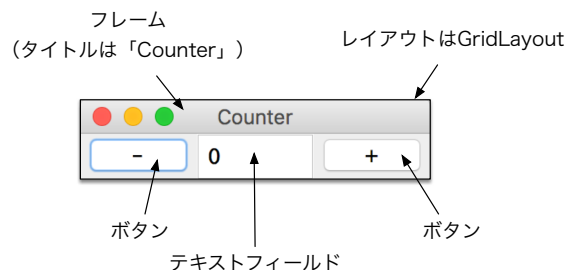 フレーム
（タイトルは「Counter」）
レイアウトはGridLayout
Counter
- 0 +
ボタン
ボタン
テキストフィールド